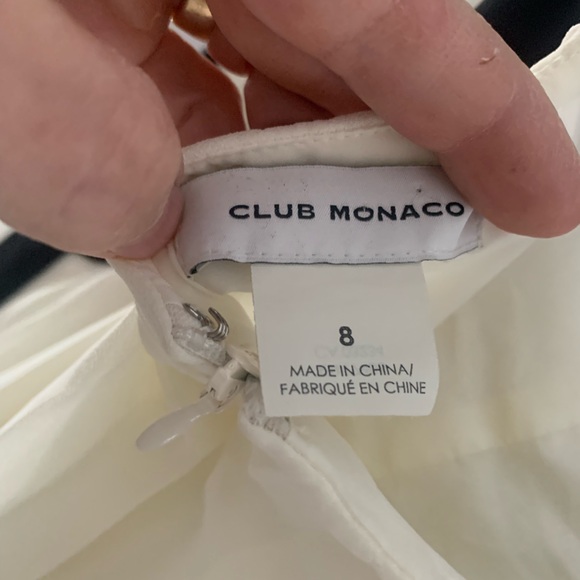 CLUB MONACO
8
MADE IN CHINA/
FABRIQUÉ EN CHINE